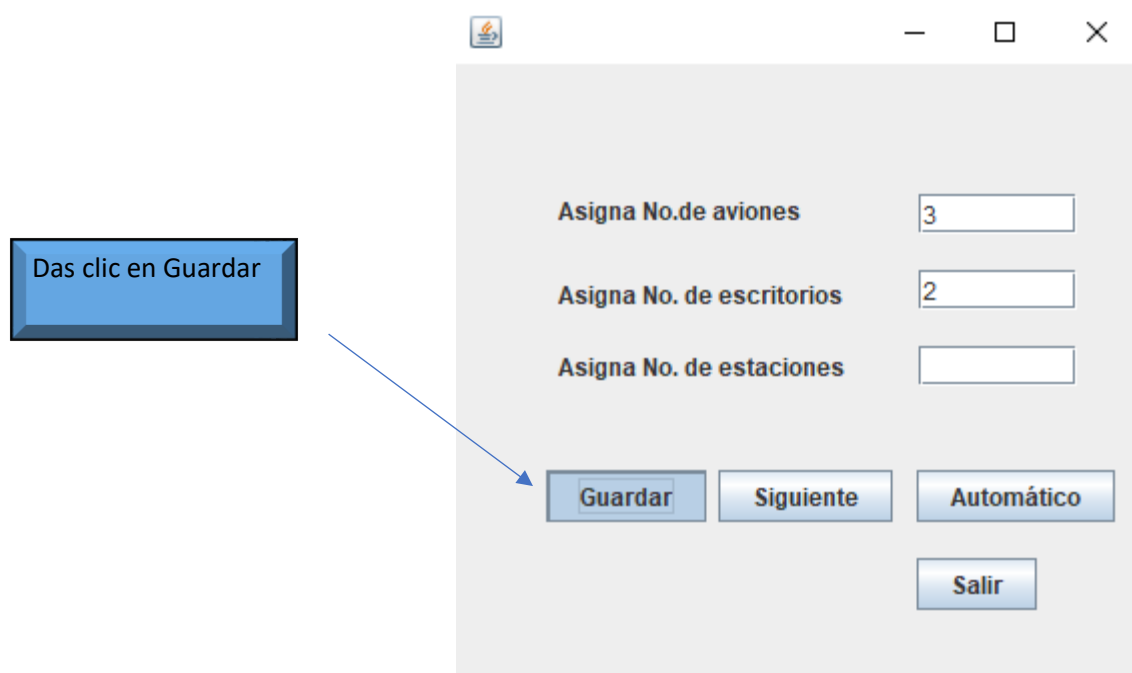 Das clic en Guardar
Asigna No.de aviones
3
Asigna No. de escritorios
2
Asigna No. de estaciones
Guardar
Siguiente
Automático
Salir